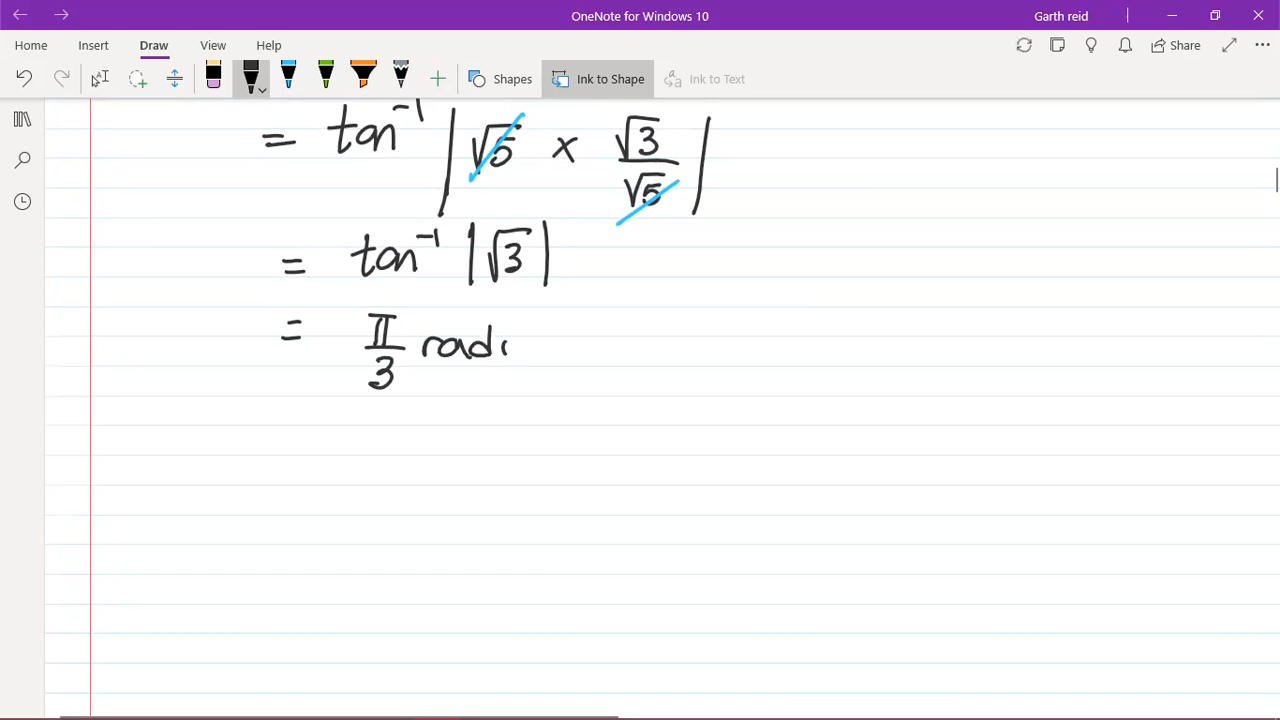 OneNote for Windows 10
Garth reid
Home Insert Draw View Help Share
Shapes Ink to Shape Ink to Text
= tan⁻¹ |√5 × √3/√5|
= tan⁻¹ |√3|
= π/3 radi